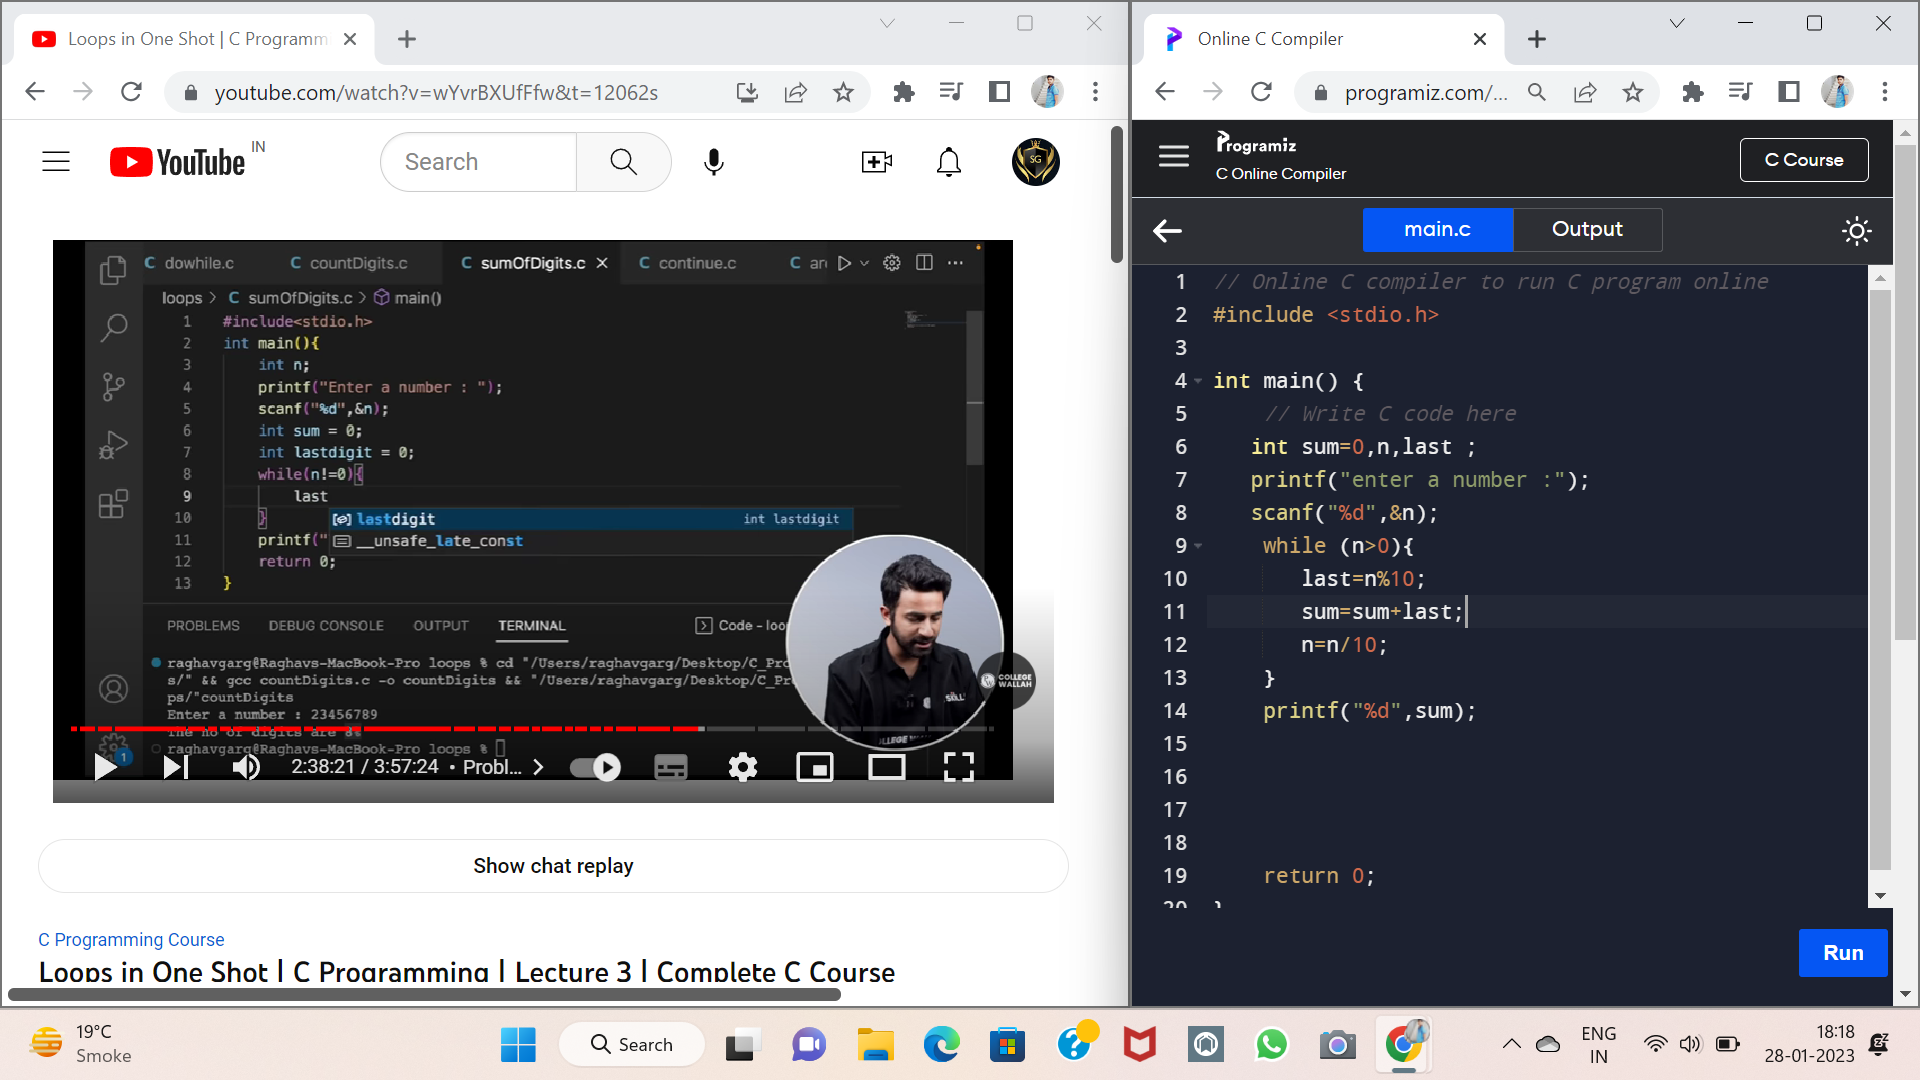 Loops in One Shot | C Programm
youtube.com/watch?v=wYvrBXUfFfw&t=12062s
YouTube IN
Search
SG
dowhile.c countDigits.c sumOfDigits.c continue.c
loops > C sumOfDigits.c > main()
1 #include<stdio.h>
2 int main(){
3 int n;
4 printf("Enter a number : ");
5 scanf("%d",&n);
6 int sum = 0;
7 int lastdigit = 0;
8 while(n!=0){
9 last
10 }
lastdigit int lastdigit
11 printf("
__unsafe_late_const
12 return 0;
13 }
PROBLEMS DEBUG CONSOLE OUTPUT TERMINAL Code - loo
raghavgarg@Raghavs-MacBook-Pro loops % cd "/Users/raghavgarg/Desktop/C_Pro
s/" && gcc countDigits.c -o countDigits && "/Users/raghavgarg/Desktop/C_Pr
ps/"countDigits
Enter a number : 23456789
The no of digits are 8%
raghavgarg@Raghavs-MacBook-Pro loops %
COLLEGE
WALLAH
1
2:38:21 / 3:57:24 • Probl...
Show chat replay
C Programming Course
Loops in One Shot | C Programming | Lecture 3 | Complete C Course
Online C Compiler
programiz.com/...
Programiz
C Online Compiler
C Course
main.c Output
1 // Online C compiler to run C program online
2 #include <stdio.h>
3
4 int main() {
5 // Write C code here
6 int sum=0,n,last ;
7 printf("enter a number :");
8 scanf("%d",&n);
9 while (n>0){
10 last=n%10;
11 sum=sum+last;
12 n=n/10;
13 }
14 printf("%d",sum);
15
16
17
18
19 return 0;
20 }
Run
19°C
Smoke
Search
ENG
IN
18:18
28-01-2023